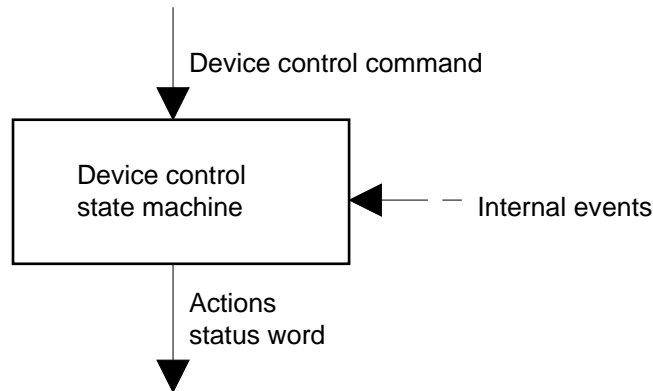 Device control command
Device control
state machine
Internal events
Actions
status word